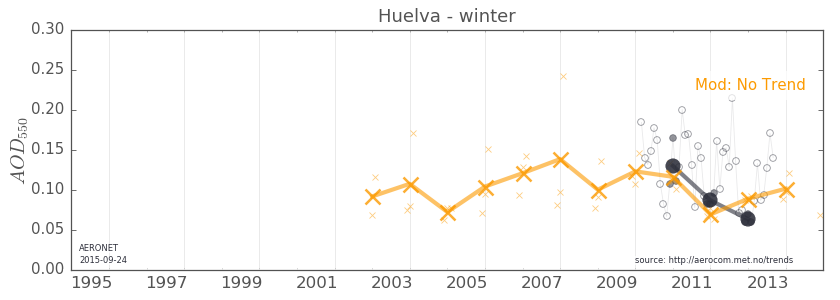 Huelva - winter
0.30
0.25
0.20
0.15
0.10
0.05
0.00
AOD550
Mod: No Trend
AERONET
2015-09-24
source: http://aerocom.met.no/trends
1995 1997 1999 2001 2003 2005 2007 2009 2011 2013